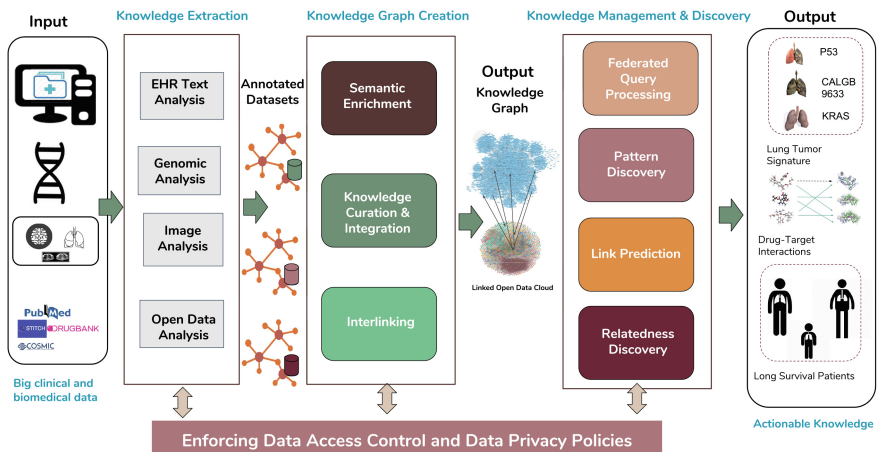 Input
Knowledge Extraction
Knowledge Graph Creation
Knowledge Management & Discovery
Output
EHR Text
Analysis
Genomic
Analysis
Image
Analysis
Open Data
Analysis
Annotated
Datasets
Semantic
Enrichment
Knowledge
Curation &
Integration
Interlinking
Output
Knowledge
Graph
Linked Open Data Cloud
Federated
Query
Processing
Pattern
Discovery
Link Prediction
Relatedness
Discovery
P53
CALGB
9633
KRAS
Lung Tumor
Signature
Drug-Target
Interactions
Long Survival Patients
PubMed
STITCH
DRUGBANK
COSMIC
Big clinical and
biomedical data
Actionable Knowledge
Enforcing Data Access Control and Data Privacy Policies